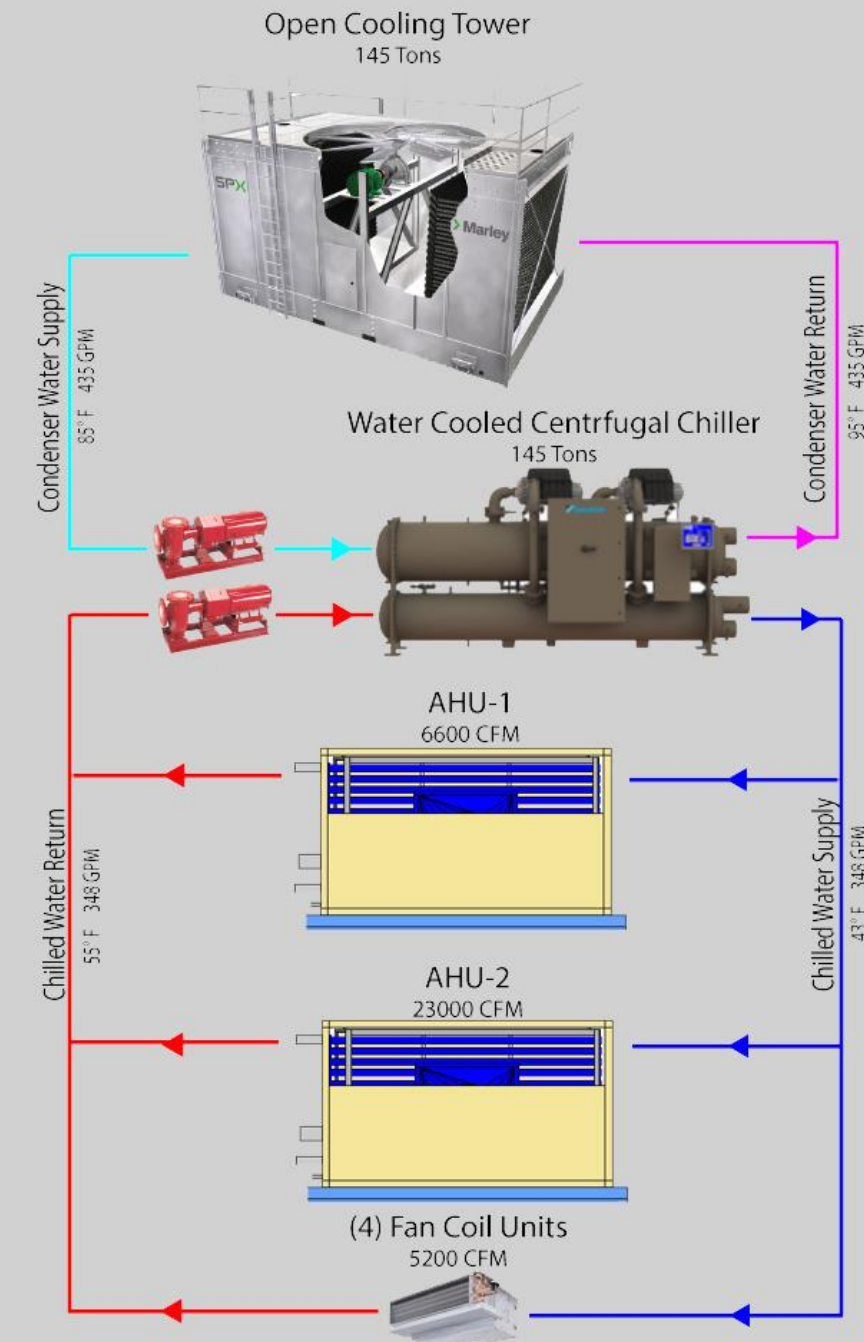 Open Cooling Tower
145 Tons
SPX
Marley
Condenser Water Supply
85° F 435 GPM
Condenser Water Return
95° F 435 GPM
Water Cooled Centrfugal Chiller
145 Tons
AHU-1
6600 CFM
Chilled Water Return
55° F 348 GPM
Chilled Water Supply
43° F 348 GPM
AHU-2
23000 CFM
(4) Fan Coil Units
5200 CFM